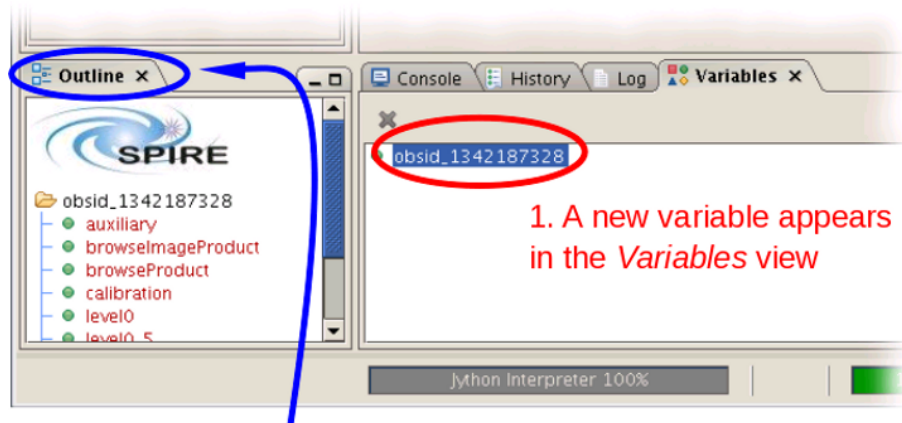 Outline
Console
History
Log
Variables
SPIRE
obsid_1342187328
auxiliary
browseImageProduct
browseProduct
calibration
level0
level0_5
obsid_1342187328
1. A new variable appears
in the Variables view
Jython Interpreter 100%